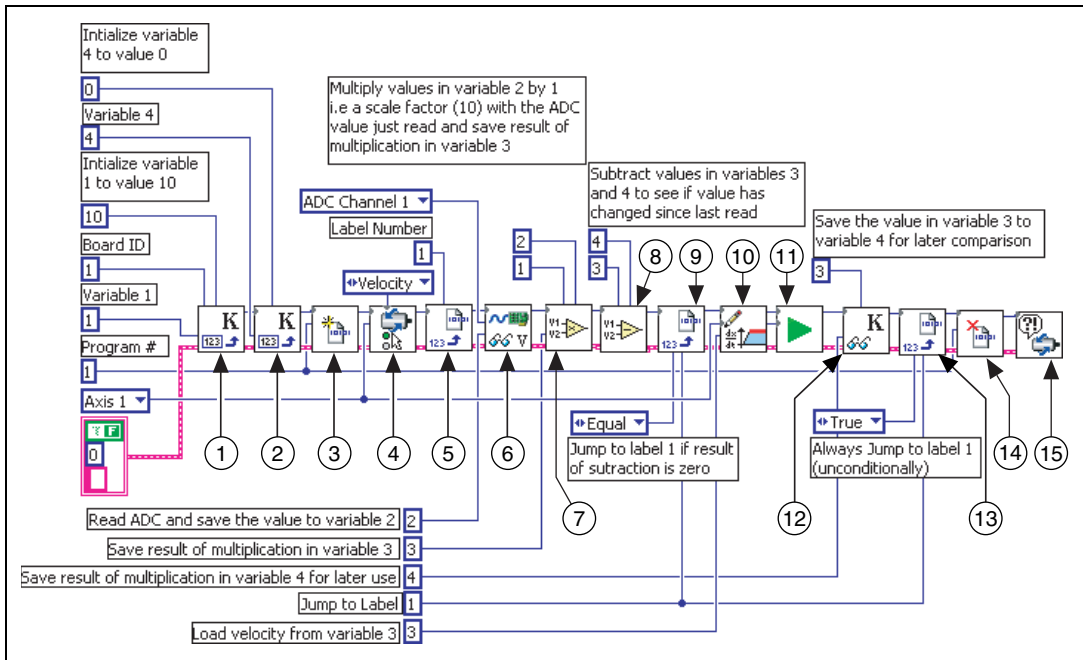 Intialize variable
4 to value 0
0
Variable 4
4
Intialize variable
1 to value 10
10
Board ID
1
Variable 1
1
Program #
1
Axis 1
F
0
Multiply values in variable 2 by 1
i.e a scale factor (10) with the ADC
value just read and save result of
multiplication in variable 3
ADC Channel 1
Label Number
1
Velocity
2
1
Subtract values in variables 3
and 4 to see if value has
changed since last read
4
3
Save the value in variable 3 to
variable 4 for later comparison
3
K
123
K
123
123
V
V1
V2
V1
V2
123
dx
dt
K
123
?!
1
2
3
4
5
6
7
8
9
10
11
12
13
14
15
Equal
Jump to label 1 if result
of sutraction is zero
True
Always Jump to label 1
(unconditionally)
Read ADC and save the value to variable 2
2
Save result of multiplication in variable 3
3
Save result of multiplication in variable 4 for later use
4
Jump to Label
1
Load velocity from variable 3
3